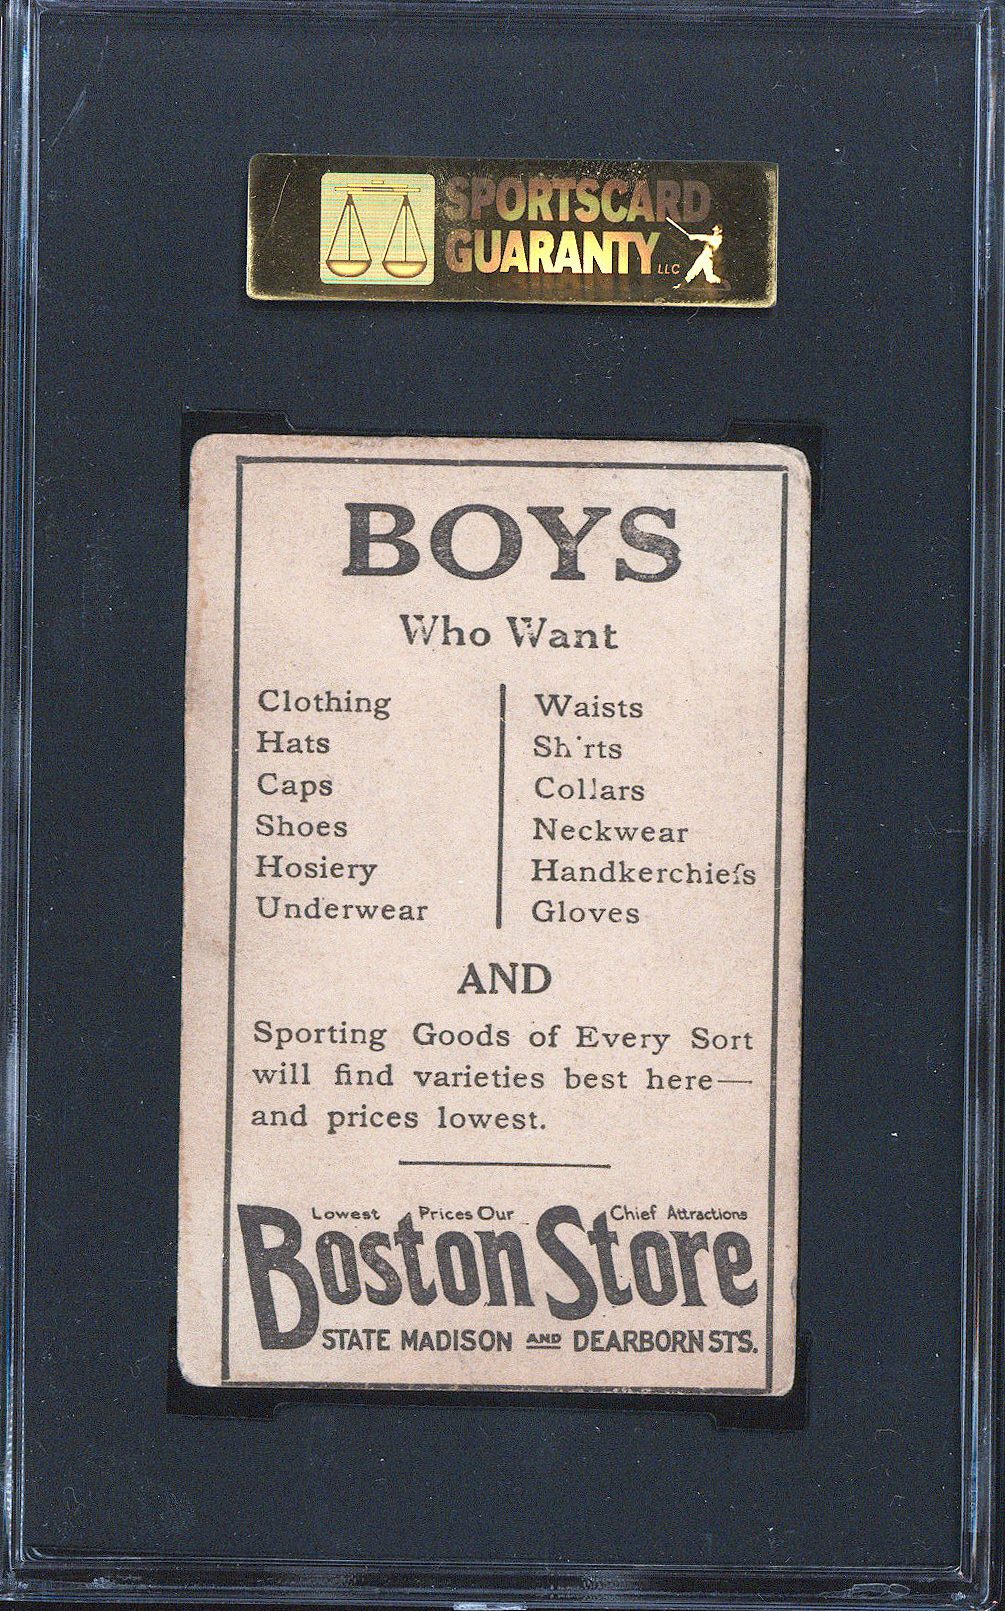 SPORTSCARD
GUARANTY LLC
BOYS
Who Want
Clothing
Hats
Caps
Shoes
Hosiery
Underwear
Waists
Shirts
Collars
Neckwear
Handkerchiefs
Gloves
AND
Sporting Goods of Every Sort
will find varieties best here—
and prices lowest.
Lowest Prices Our Chief Attractions
Boston Store
STATE MADISON AND DEARBORN STS.